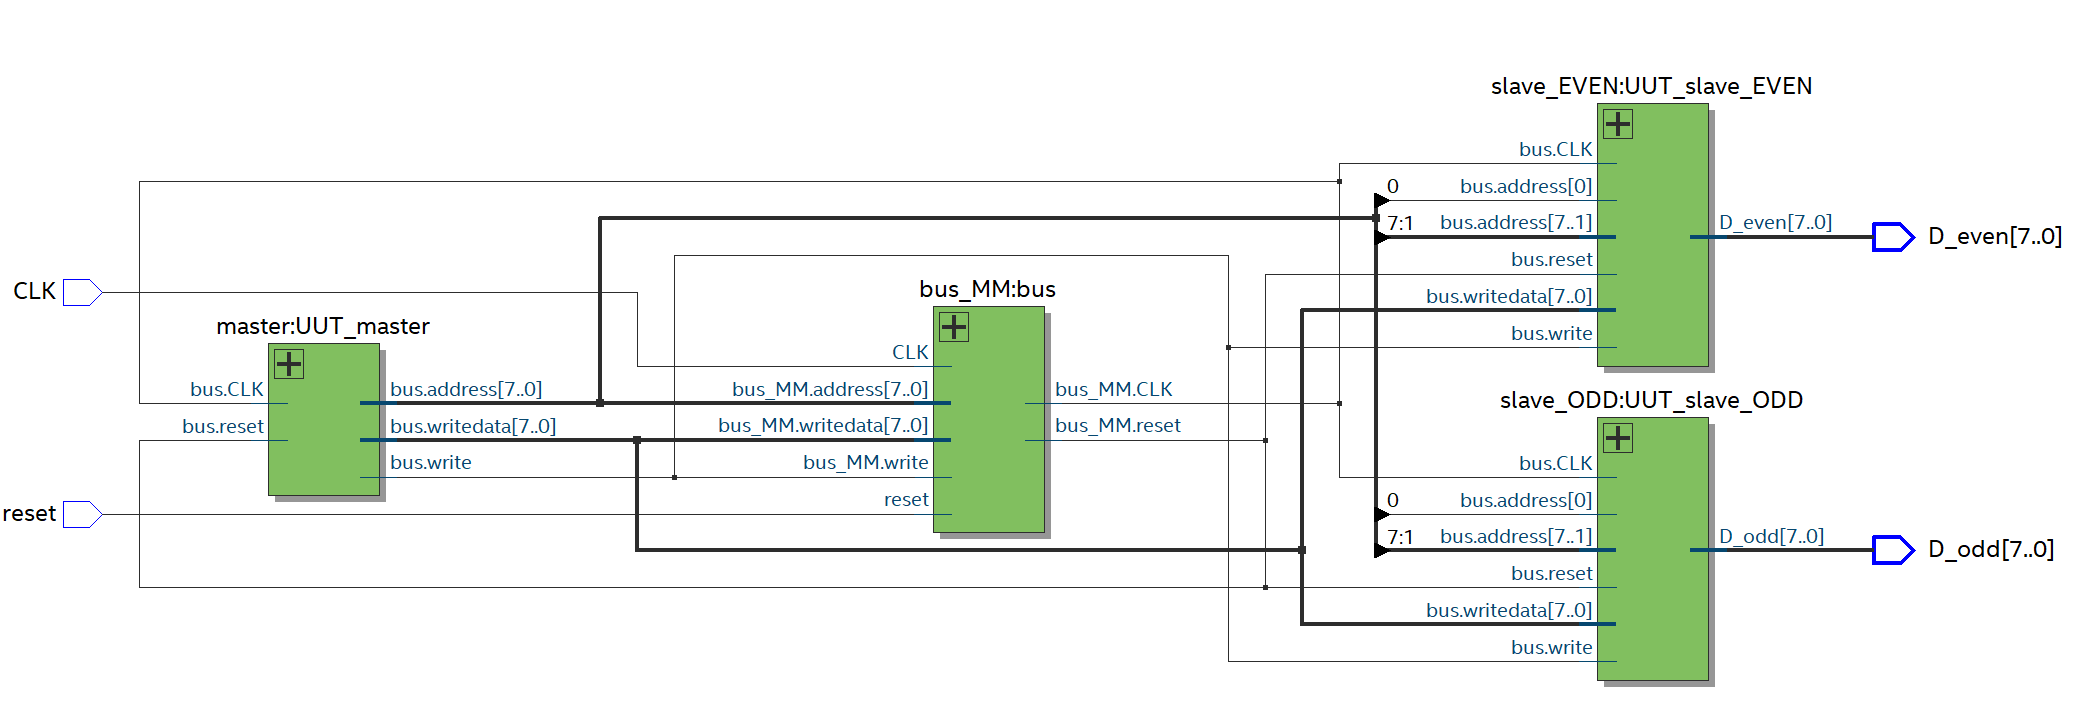 CLK
reset
master:UUT_master
bus.CLK
bus.reset
bus.address[7..0]
bus.writedata[7..0]
bus.write
bus_MM:bus
CLK
bus_MM.address[7..0]
bus_MM.writedata[7..0]
bus_MM.write
reset
bus_MM.CLK
bus_MM.reset
slave_EVEN:UUT_slave_EVEN
bus.CLK
0 bus.address[0]
7:1 bus.address[7..1]
bus.reset
bus.writedata[7..0]
bus.write
D_even[7..0]
D_even[7..0]
slave_ODD:UUT_slave_ODD
bus.CLK
0 bus.address[0]
7:1 bus.address[7..1]
bus.reset
bus.writedata[7..0]
bus.write
D_odd[7..0]
D_odd[7..0]